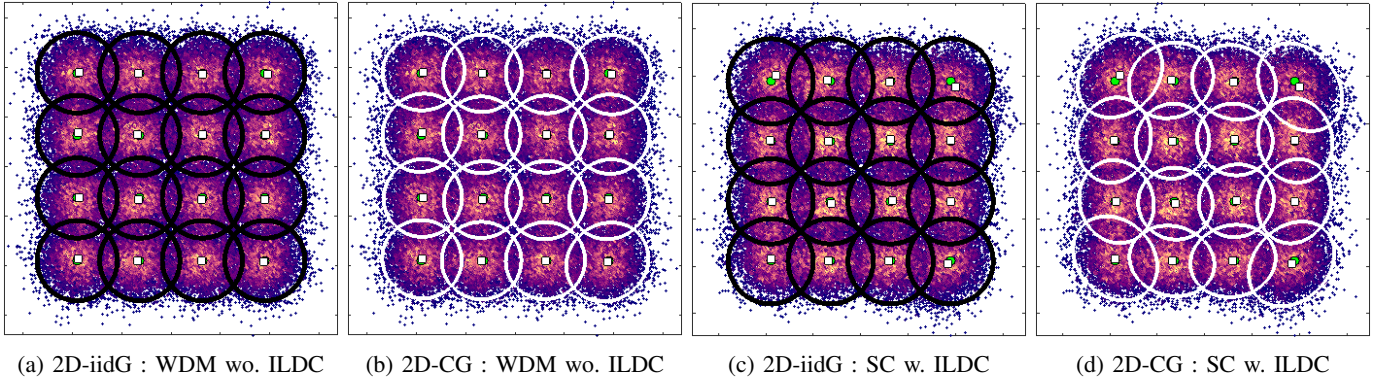 (a) 2D-iidG : WDM wo. ILDC
(b) 2D-CG : WDM wo. ILDC
(c) 2D-iidG : SC w. ILDC
(d) 2D-CG : SC w. ILDC